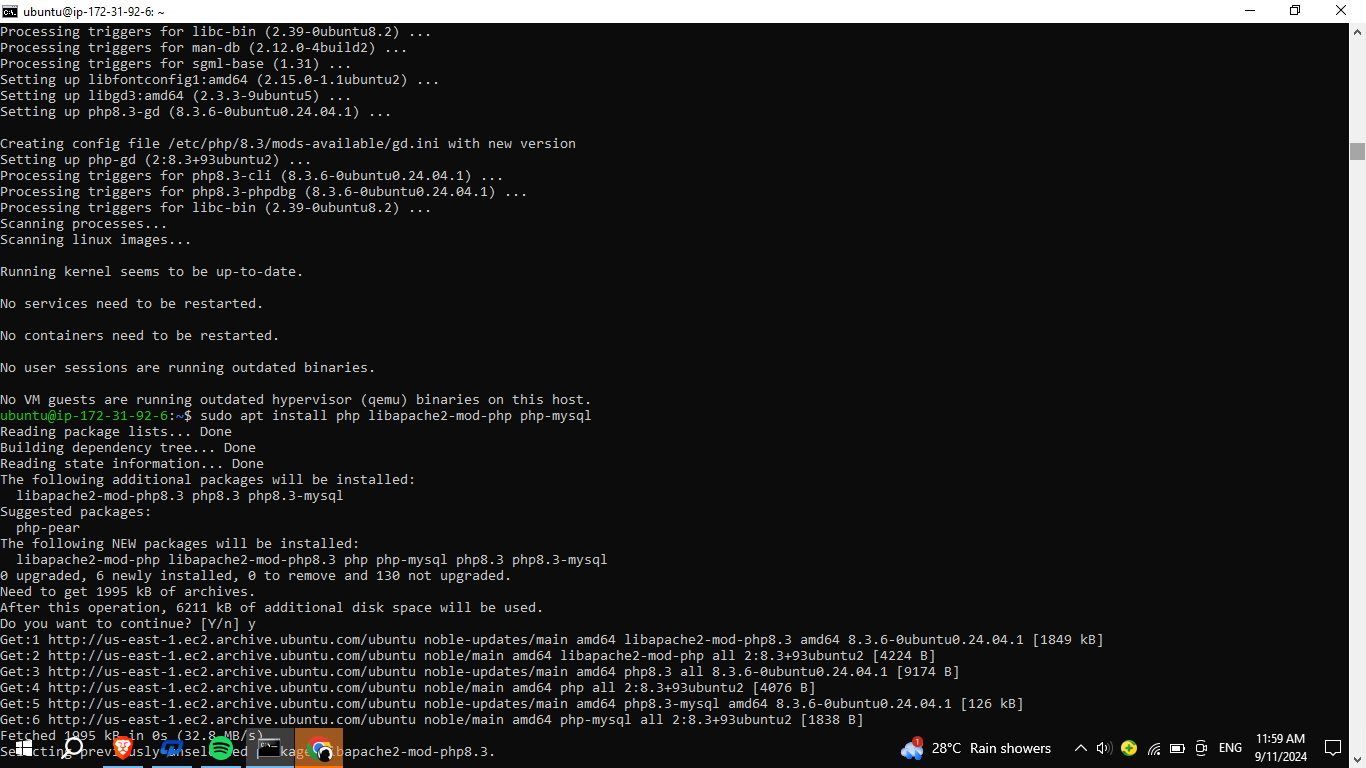 ubuntu@ip-172-31-92-6: ~
Processing triggers for libc-bin (2.39-0ubuntu8.2) ...
Processing triggers for man-db (2.12.0-4build2) ...
Processing triggers for sgml-base (1.31) ...
Setting up libfontconfig1:amd64 (2.15.0-1.1ubuntu2) ...
Setting up libgd3:amd64 (2.3.3-9ubuntu5) ...
Setting up php8.3-gd (8.3.6-0ubuntu0.24.04.1) ...
Creating config file /etc/php/8.3/mods-available/gd.ini with new version
Setting up php-gd (2:8.3+93ubuntu2) ...
Processing triggers for php8.3-cli (8.3.6-0ubuntu0.24.04.1) ...
Processing triggers for php8.3-phpdbg (8.3.6-0ubuntu0.24.04.1) ...
Processing triggers for libc-bin (2.39-0ubuntu8.2) ...
Scanning processes...
Scanning linux images...
Running kernel seems to be up-to-date.
No services need to be restarted.
No containers need to be restarted.
No user sessions are running outdated binaries.
No VM guests are running outdated hypervisor (qemu) binaries on this host.
ubuntu@ip-172-31-92-6:~$ sudo apt install php libapache2-mod-php php-mysql
Reading package lists... Done
Building dependency tree... Done
Reading state information... Done
The following additional packages will be installed:
libapache2-mod-php8.3 php8.3 php8.3-mysql
Suggested packages:
php-pear
The following NEW packages will be installed:
libapache2-mod-php libapache2-mod-php8.3 php php-mysql php8.3 php8.3-mysql
0 upgraded, 6 newly installed, 0 to remove and 130 not upgraded.
Need to get 1995 kB of archives.
After this operation, 6211 kB of additional disk space will be used.
Do you want to continue? [Y/n] y
Get:1 http://us-east-1.ec2.archive.ubuntu.com/ubuntu noble-updates/main amd64 libapache2-mod-php8.3 amd64 8.3.6-0ubuntu0.24.04.1 [1849 kB]
Get:2 http://us-east-1.ec2.archive.ubuntu.com/ubuntu noble/main amd64 libapache2-mod-php all 2:8.3+93ubuntu2 [4224 B]
Get:3 http://us-east-1.ec2.archive.ubuntu.com/ubuntu noble-updates/main amd64 php8.3 all 8.3.6-0ubuntu0.24.04.1 [9174 B]
Get:4 http://us-east-1.ec2.archive.ubuntu.com/ubuntu noble/main amd64 php all 2:8.3+93ubuntu2 [4076 B]
Get:5 http://us-east-1.ec2.archive.ubuntu.com/ubuntu noble-updates/main amd64 php8.3-mysql amd64 8.3.6-0ubuntu0.24.04.1 [126 kB]
Get:6 http://us-east-1.ec2.archive.ubuntu.com/ubuntu noble/main amd64 php-mysql all 2:8.3+93ubuntu2 [1838 B]
Fetched 1995 kB in 0s (32.8 MB/s)
previously libapache2-mod-php8.3.
1
28°C Rain showers
ENG
11:59 AM
9/11/2024